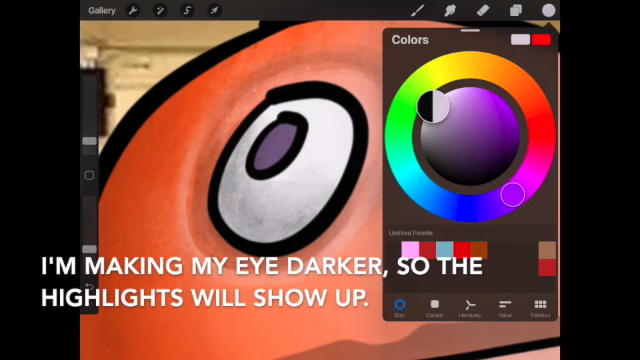 Gallery
Colors
Untitled Palette
I'M MAKING MY EYE DARKER, SO THE
HIGHLIGHTS WILL SHOW UP.
Disc Classic Harmony Value Palettes